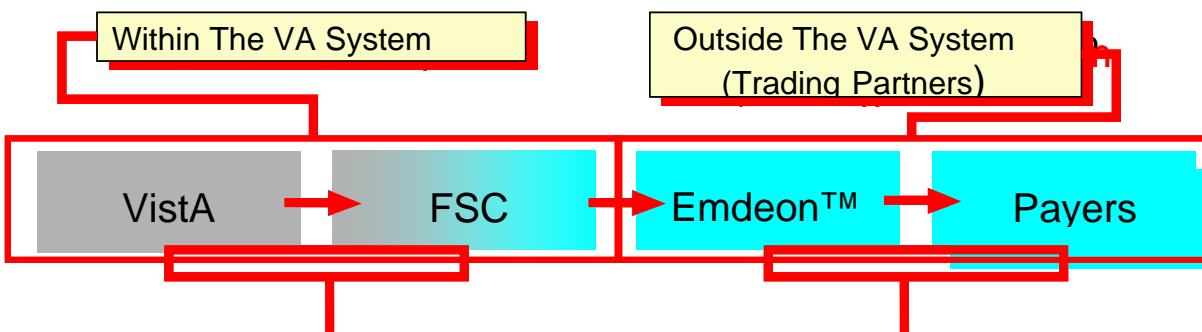 Within The VA System
Outside The VA System
(Trading Partners)
VistA
FSC
Emdeon™
Payers